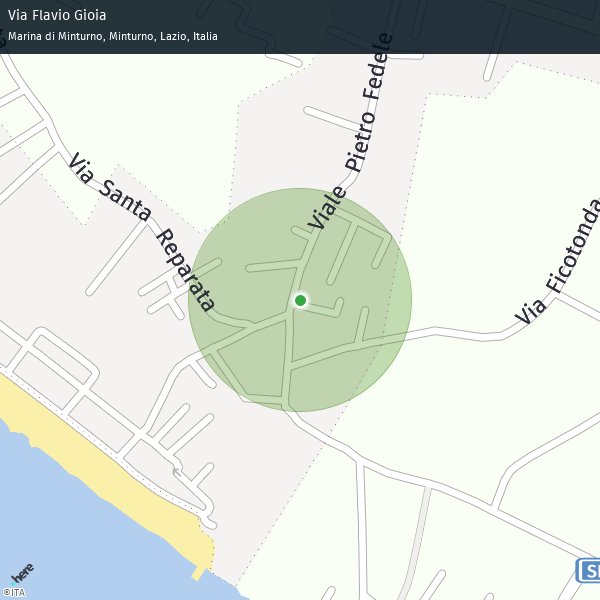 Via Flavio Gioia
Marina di Minturno, Minturno, Lazio, Italia
Viale Pietro Fedele
Via Santa Reparata
Via Ficotonda
here
©ITA